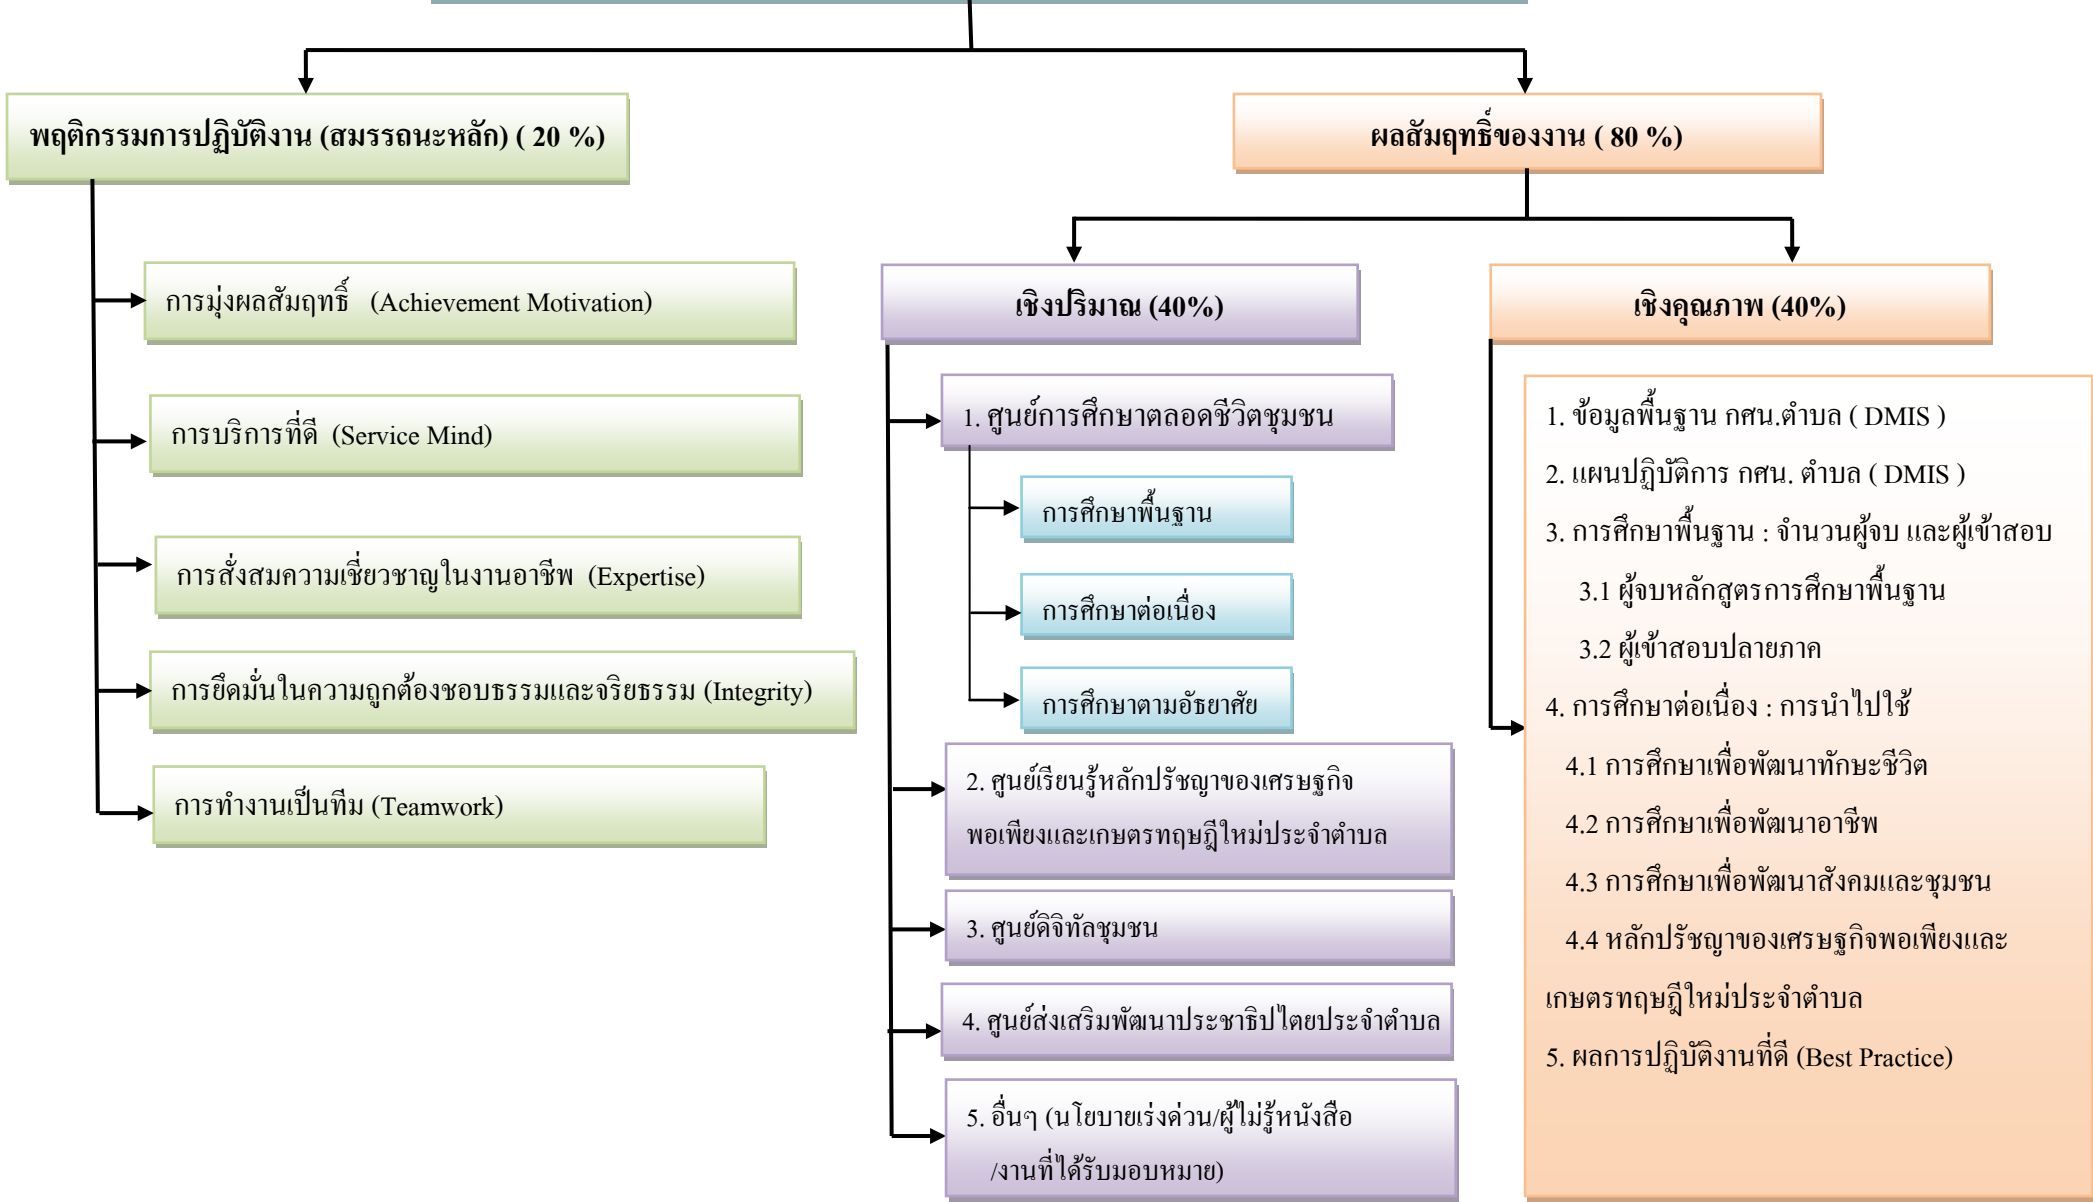 พฤติกรรมการปฏิบัติงาน (สมรรถนะหลัก) ( 20 %)
การมุ่งผลสัมฤทธิ์ (Achievement Motivation)
การบริการที่ดี (Service Mind)
การสั่งสมความเชี่ยวชาญในงานอาชีพ (Expertise)
การยึดมั่นในความถูกต้องชอบธรรมและจริยธรรม (Integrity)
การทำงานเป็นทีม (Teamwork)
ผลสัมฤทธิ์ของงาน ( 80 %)
เชิงปริมาณ (40%)
1. ศูนย์การศึกษาตลอดชีวิตชุมชน
การศึกษาพื้นฐาน
การศึกษาต่อเนื่อง
การศึกษาตามอัธยาศัย
2. ศูนย์เรียนรู้หลักปรัชญาของเศรษฐกิจ
พอเพียงและเกษตรทฤษฎีใหม่ประจำตำบล
3. ศูนย์ดิจิทัลชุมชน
4. ศูนย์ส่งเสริมพัฒนาประชาธิปไตยประจำตำบล
5. อื่นๆ (นโยบายเร่งด่วน/ผู้ไม่รู้หนังสือ
/งานที่ได้รับมอบหมาย)
เชิงคุณภาพ (40%)
1. ข้อมูลพื้นฐาน กศน.ตำบล ( DMIS )
2. แผนปฏิบัติการ กศน. ตำบล ( DMIS )
3. การศึกษาพื้นฐาน : จำนวนผู้จบ และผู้เข้าสอบ
3.1 ผู้จบหลักสูตรการศึกษาพื้นฐาน
3.2 ผู้เข้าสอบปลายภาค
4. การศึกษาต่อเนื่อง : การนำไปใช้
4.1 การศึกษาเพื่อพัฒนาทักษะชีวิต
4.2 การศึกษาเพื่อพัฒนาอาชีพ
4.3 การศึกษาเพื่อพัฒนาสังคมและชุมชน
4.4 หลักปรัชญาของเศรษฐกิจพอเพียงและ
เกษตรทฤษฎีใหม่ประจำตำบล
5. ผลการปฏิบัติงานที่ดี (Best Practice)